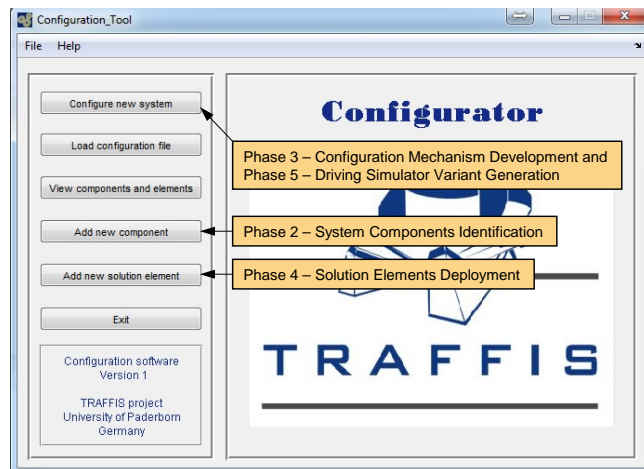 Configuration_Tool
File Help
Configure new system
Load configuration file
View components and elements
Add new component
Add new solution element
Exit
Configuration software
Version 1
TRAFFIS project
University of Paderborn
Germany
Configurator
Phase 3 – Configuration Mechanism Development and
Phase 5 – Driving Simulator Variant Generation
Phase 2 – System Components Identification
Phase 4 – Solution Elements Deployment
TRAFFIS